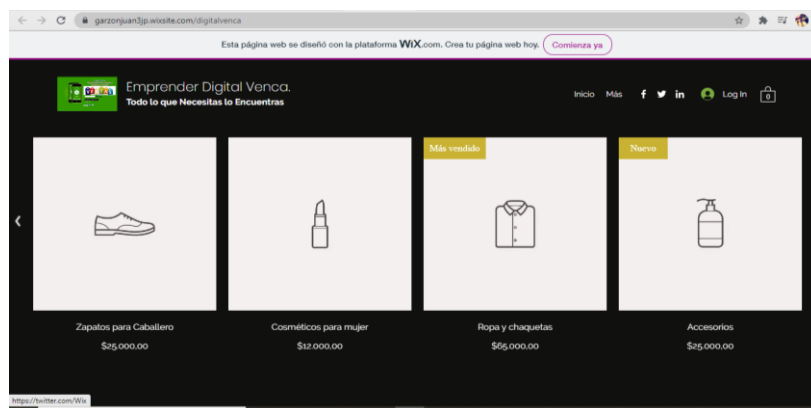 garzonjuan3jp.wixsite.com/digitalvenca
Esta página web se diseñó con la plataforma WiX.com. Crea tu página web hoy. Comienza ya
Emprender Digital Venca.
Todo lo que Necesitas lo Encuentras
Inicio Más f in Log In 0
Más vendido Nuevo
Zapatos para Caballero Cosméticos para mujer Ropa y chaquetas Accesorios
$25.000,00 $12.000,00 $65.000,00 $25.000,00
https://twitter.com/Wix